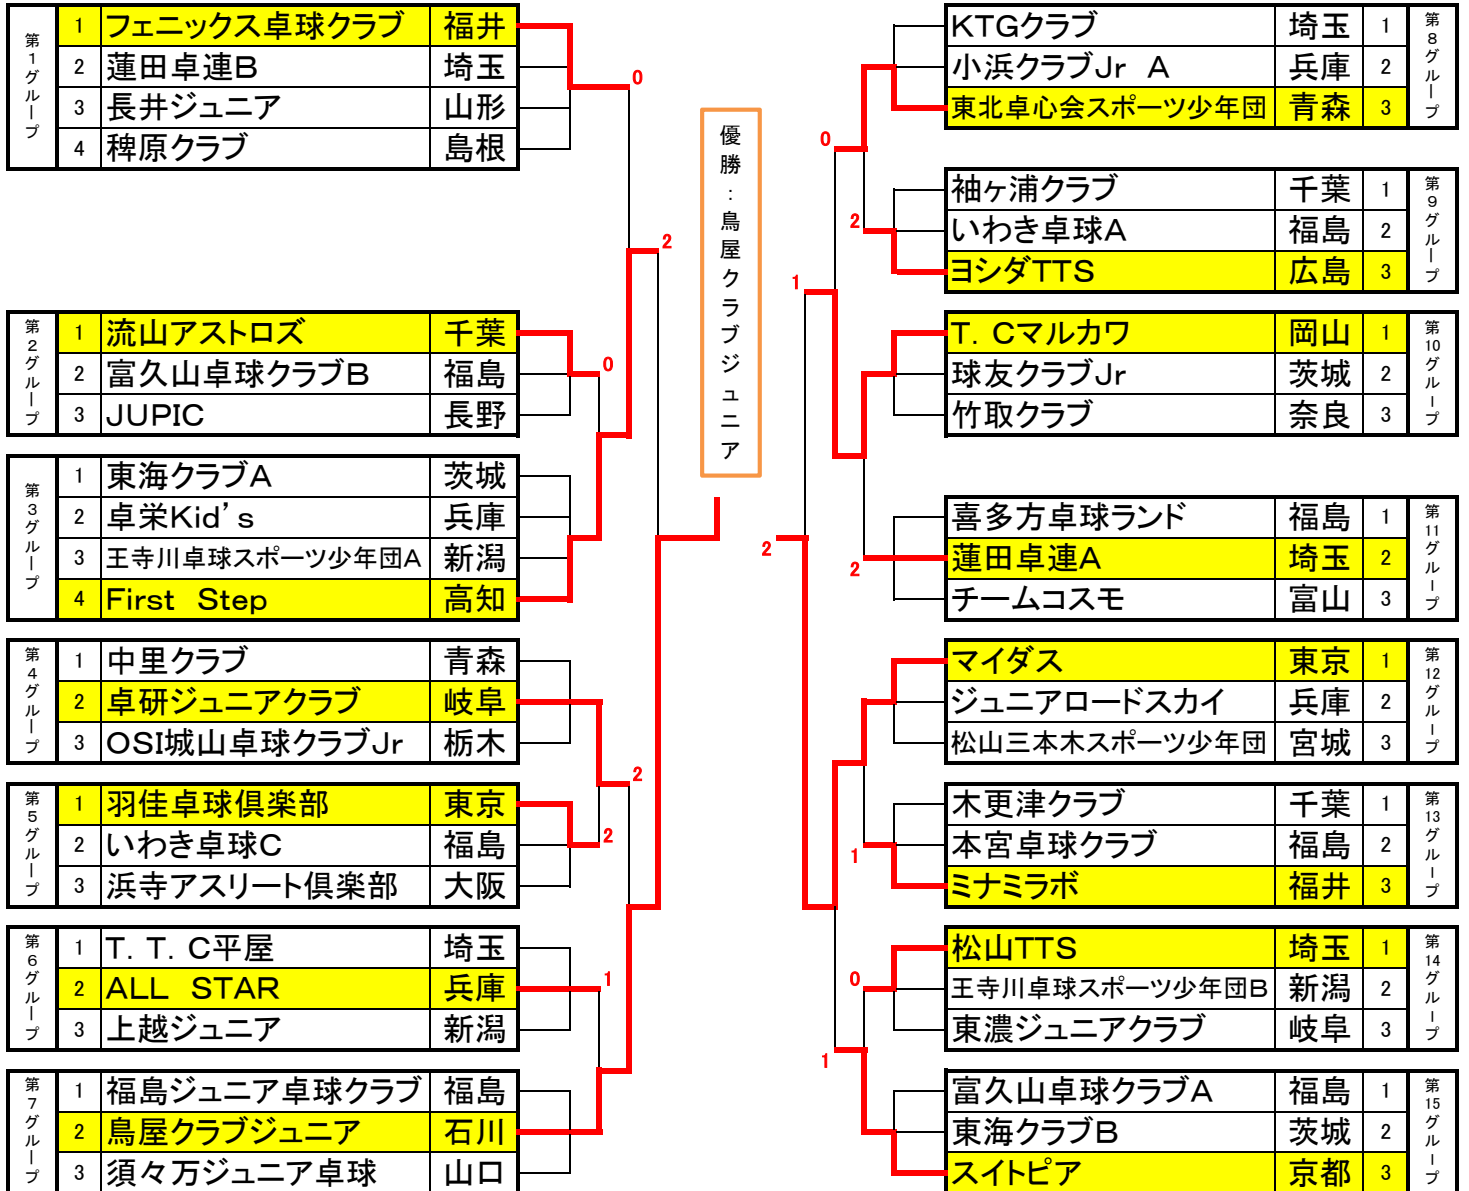 第1グループ
1 フェニックス卓球クラブ 福井
2 蓮田卓連B 埼玉
3 長井ジュニア 山形
4 稗原クラブ 島根
0
2
第2グループ
1 流山アストロズ 千葉
2 富久山卓球クラブB 福島
3 JUPIC 長野
0
第3グループ
1 東海クラブA 茨城
2 卓栄Kid's 兵庫
3 王寺川卓球スポーツ少年団A 新潟
4 First Step 高知
第4グループ
1 中里クラブ 青森
2 卓研ジュニアクラブ 岐阜
3 OSI城山卓球クラブJr 栃木
2
第5グループ
1 羽佳卓球倶楽部 東京
2 いわき卓球C 福島
3 浜寺アスリート倶楽部 大阪
2
第6グループ
1 T.T.C平屋 埼玉
2 ALL STAR 兵庫
3 上越ジュニア 新潟
1
第7グループ
1 福島ジュニア卓球クラブ 福島
2 鳥屋クラブジュニア 石川
3 須々万ジュニア卓球 山口
優勝:鳥屋クラブジュニア
2
KTGクラブ 埼玉 1
小浜クラブJr A 兵庫 2
東北卓心会スポーツ少年団 青森 3
第8グループ
0
袖ヶ浦クラブ 千葉 1
いわき卓球A 福島 2
ヨシダTTS 広島 3
第9グループ
2
1
T.Cマルカワ 岡山 1
球友クラブJr 茨城 2
竹取クラブ 奈良 3
第10グループ
喜多方卓球ランド 福島 1
蓮田卓連A 埼玉 2
チームコスモ 富山 3
第11グループ
2
マイダス 東京 1
ジュニアロードスカイ 兵庫 2
松山三本木スポーツ少年団 宮城 3
第12グループ
木更津クラブ 千葉 1
本宮卓球クラブ 福島 2
ミナミラボ 福井 3
第13グループ
1
松山TTS 埼玉 1
王寺川卓球スポーツ少年団B 新潟 2
東濃ジュニアクラブ 岐阜 3
第14グループ
0
1
富久山卓球クラブA 福島 1
東海クラブB 茨城 2
スイトピア 京都 3
第15グループ